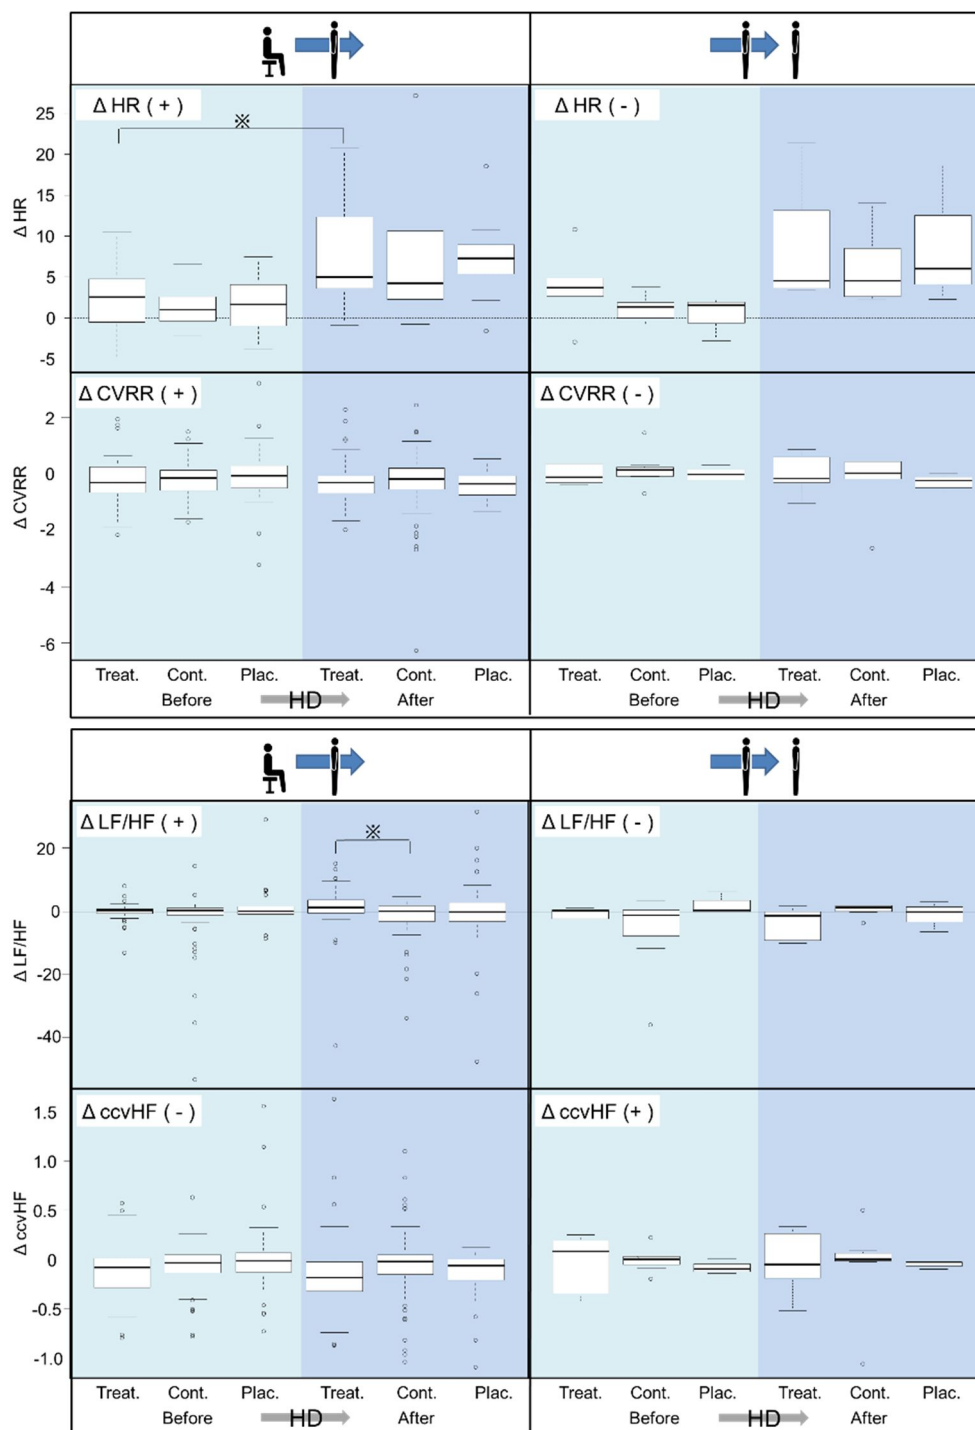 Δ HR ( + )
Δ HR ( - )
※
25
20
15
10
5
0
-5
Δ HR
Δ CVRR ( + )
Δ CVRR ( - )
2
0
-2
-4
-6
Δ CVRR
Treat. Cont. Plac. Treat. Cont. Plac. Treat. Cont. Plac. Treat. Cont. Plac.
Before HD After Before HD After
Δ LF/HF ( + )
Δ LF/HF ( - )
※
20
0
-20
-40
Δ LF/HF
Δ ccvHF ( - )
Δ ccvHF (+)
1.5
1.0
0.5
0
-0.5
-1.0
Δ ccvHF
Treat. Cont. Plac. Treat. Cont. Plac. Treat. Cont. Plac. Treat. Cont. Plac.
Before HD After Before HD After